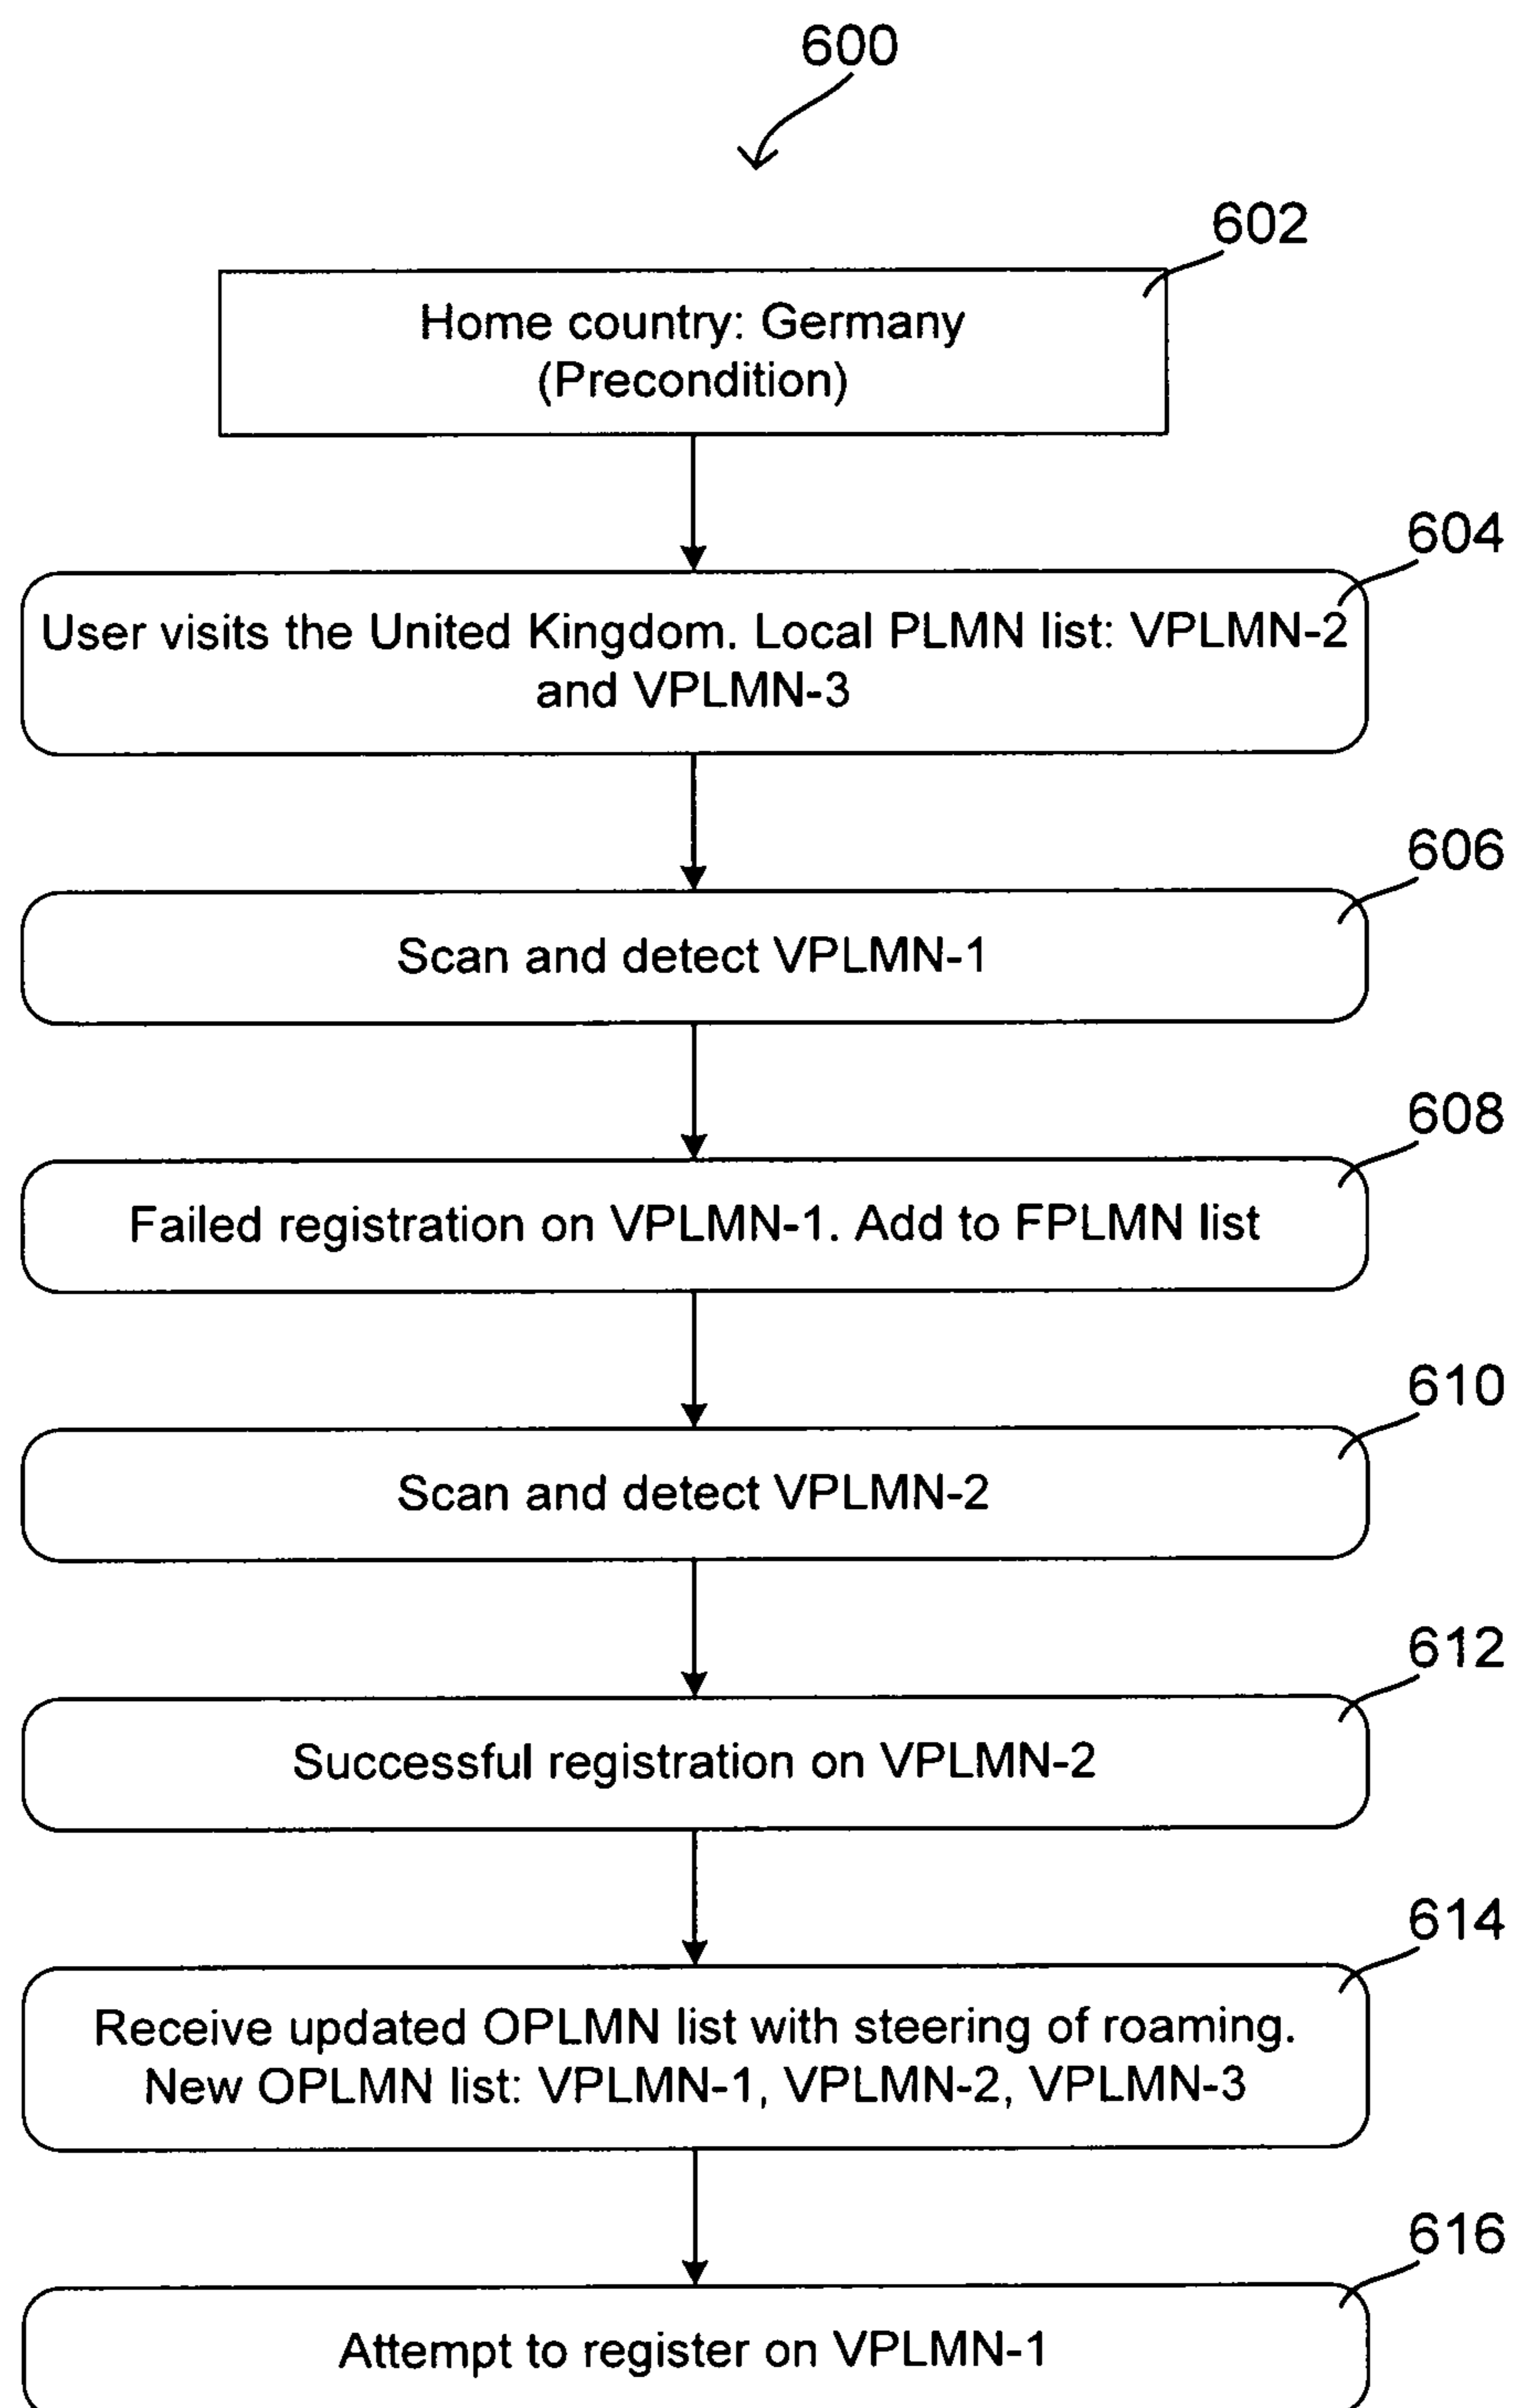 600
602
Home country: Germany
(Precondition)
604
User visits the United Kingdom. Local PLMN list: VPLMN-2
and VPLMN-3
606
Scan and detect VPLMN-1
608
Failed registration on VPLMN-1. Add to FPLMN list
610
Scan and detect VPLMN-2
612
Successful registration on VPLMN-2
614
Receive updated OPLMN list with steering of roaming.
New OPLMN list: VPLMN-1, VPLMN-2, VPLMN-3
616
Attempt to register on VPLMN-1